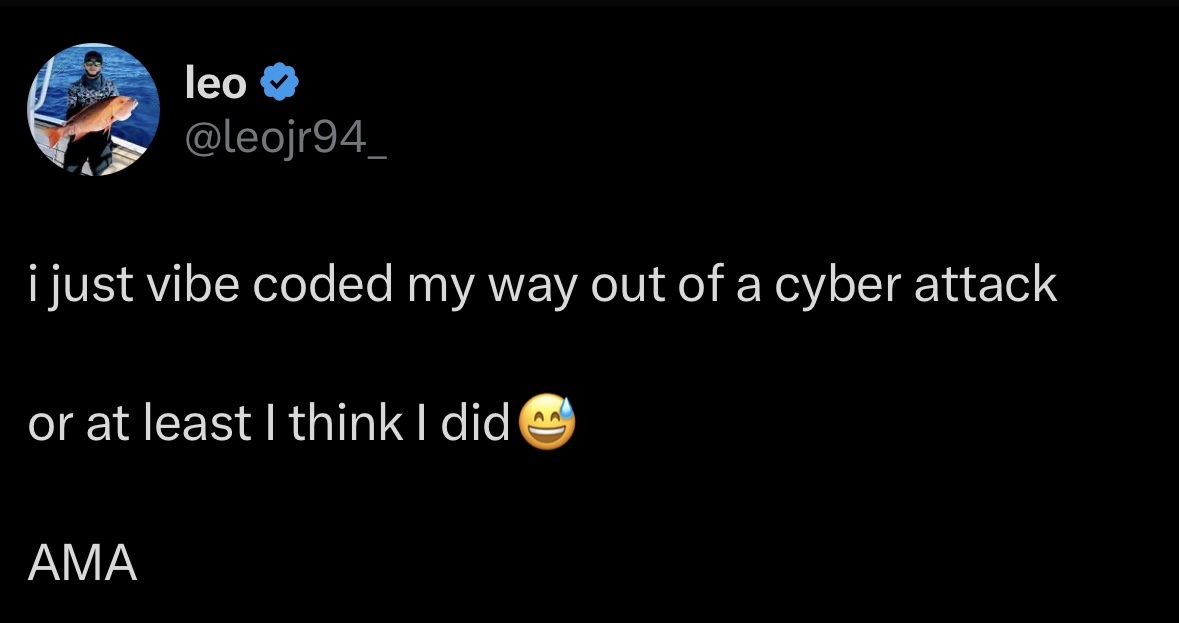 leo
@leojr94_
i just vibe coded my way out of a cyber attack
or at least I think I did😅
AMA